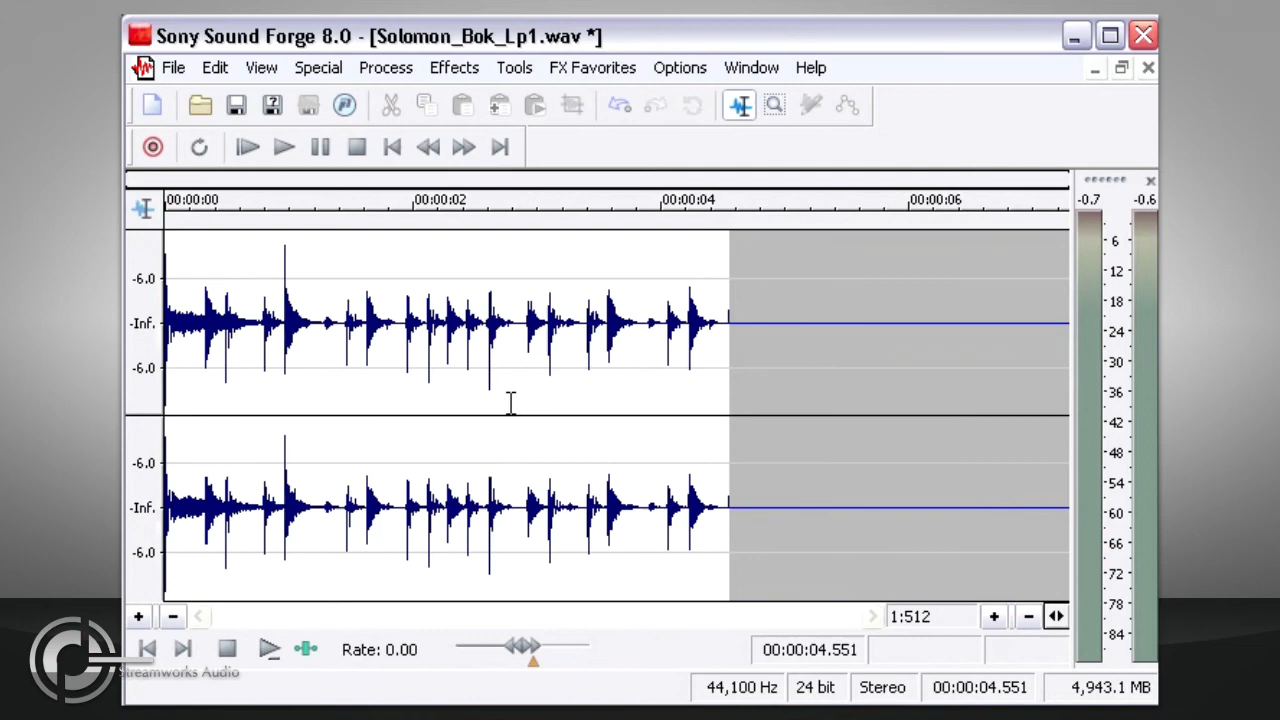 Sony Sound Forge 8.0 - [Solomon_Bok_Lp1.wav *]
File Edit View Special Process Effects Tools FX Favorites Options Window Help
00:00:00 00:00:02 00:00:04 00:00:06
-0.7 -0.6
-6.0
-Inf.
-6.0
-6.0
-Inf.
-6.0
6
12
18
24
30
36
42
48
54
60
66
72
78
84
1:512
Rate: 0.00
00:00:04.551
Streamworks Audio
44,100 Hz 24 bit Stereo 00:00:04.551 4,943.1 MB